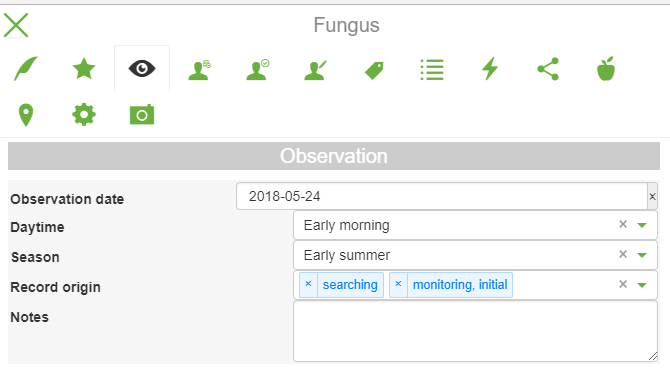 Fungus
Observation
Observation date 2018-05-24 x
Daytime Early morning ×
Season Early summer ×
Record origin × searching × monitoring, initial ×
Notes